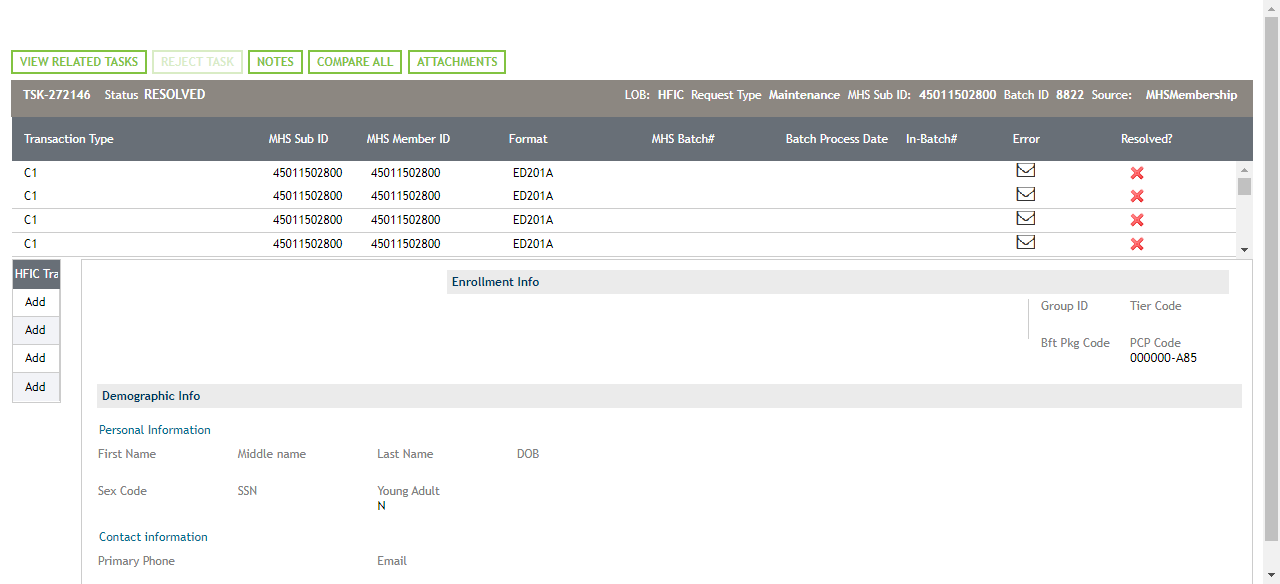 VIEW RELATED TASKS REJECT TASK NOTES COMPARE ALL ATTACHMENTS
TSK-272146 Status RESOLVED LOB: HFIC Request Type Maintenance MHS Sub ID: 45011502800 Batch ID 8822 Source: MHSMembership
Transaction Type MHS Sub ID MHS Member ID Format MHS Batch# Batch Process Date In-Batch# Error Resolved?
C1 45011502800 45011502800 ED201A
C1 45011502800 45011502800 ED201A
C1 45011502800 45011502800 ED201A
C1 45011502800 45011502800 ED201A
HFIC Tra
Add
Add
Add
Add
Enrollment Info
Group ID Tier Code
Bft Pkg Code PCP Code
000000-A85
Demographic Info
Personal Information
First Name Middle name Last Name DOB
Sex Code SSN Young Adult
N
Contact information
Primary Phone Email